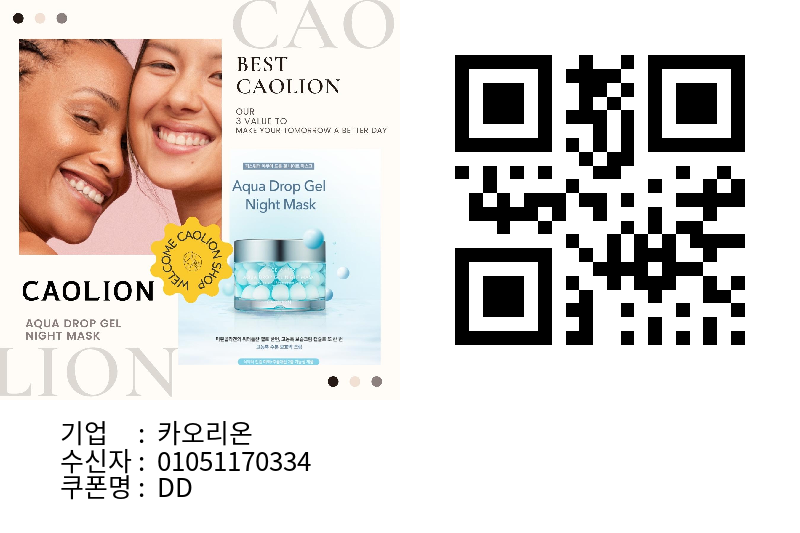 CAO
BEST
CAOLION
OUR
3 VALUE TO
MAKE YOUR TOMORROW A BETTER DAY
Aqua Drop Gel
Night Mask
WELCOME CAOLION SHOP
CAOLION
AQUA DROP GEL
NIGHT MASK
LION
기업 : 카오리온
수신자 : 01051170334
쿠폰명 : DD